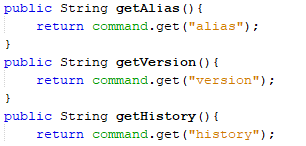 public String getAlias(){
    return command.get("alias");
}
public String getVersion(){
    return command.get("version");
}
public String getHistory(){
    return command.get("history");